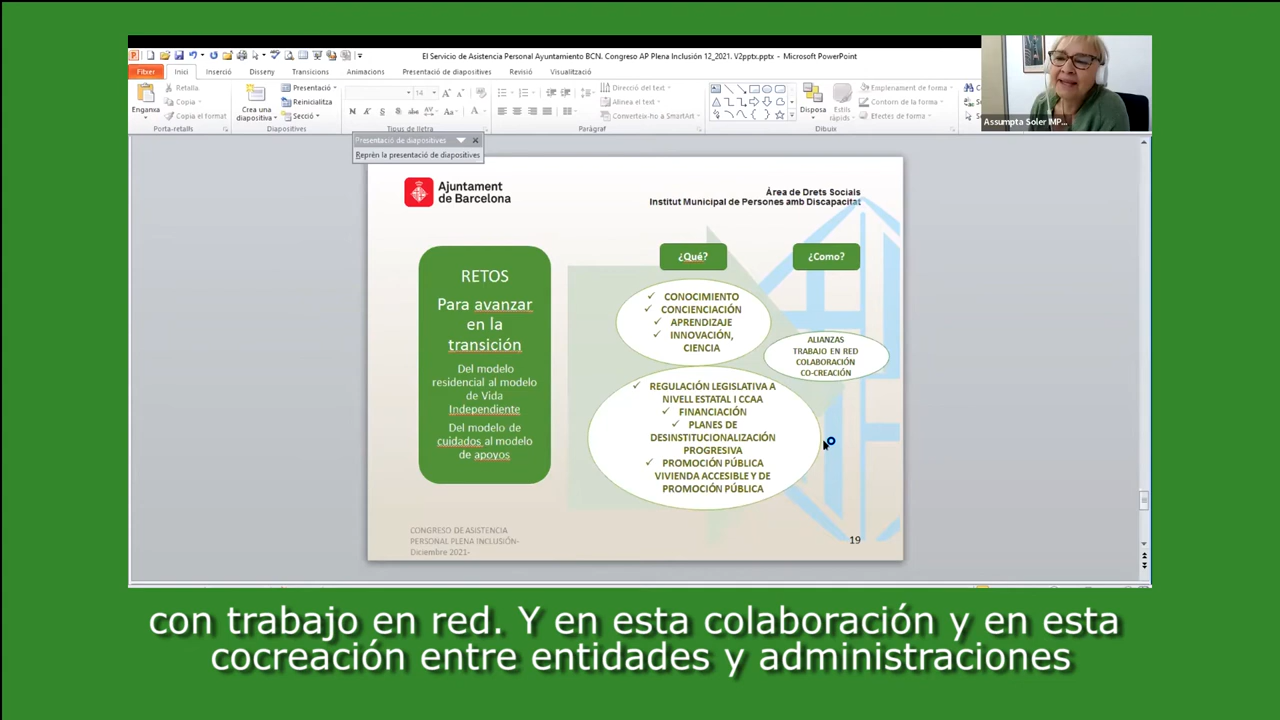 El Servicio de Asistencia Personal Ayuntamiento BCN. Congreso AP Plena Inclusión 12_2021. V2pptx.pptx - Microsoft PowerPoint
Fitxer Inici Inserció Disseny Transicions Animacions Presentació de diapositives Revisió Visualització
Enganxa
Retalla
Copia
Copia el format
Porta-retalls
Crea una
diapositiva
Presentació
Reinicialitza
Secció
Diapositives
14
Tipus de lletra
Direcció del text
Alinea el text
Converteix-ho a SmartArt
Paràgraf
Disposa
Estils
ràpids
Emplenament de forma
Contorn de la forma
Efectes de forma
Dibuix
Assumpta Soler IMP...
Presentació de diapositives
Reprèn la presentació de diapositives
Ajuntament
de Barcelona
Àrea de Drets Socials
Institut Municipal de Persones amb Discapacitat
RETOS
Para avanzar
en la
transición
Del modelo
residencial al modelo
de Vida
Independiente
Del modelo de
cuidados al modelo
de apoyos
¿Qué?
✓ CONOCIMIENTO
✓ CONCIENCIACIÓN
✓ APRENDIZAJE
✓ INNOVACIÓN,
CIENCIA
✓ REGULACIÓN LEGISLATIVA A
NIVELL ESTATAL I CCAA
✓ FINANCIACIÓN
✓ PLANES DE
DESINSTITUCIONALIZACIÓN
PROGRESIVA
✓ PROMOCIÓN PÚBLICA
VIVIENDA ACCESIBLE Y DE
PROMOCIÓN PÚBLICA
¿Como?
ALIANZAS
TRABAJO EN RED
COLABORACIÓN
CO-CREACIÓN
CONGRESO DE ASISTENCIA
PERSONAL PLENA INCLUSIÓN-
Diciembre 2021-
19
con trabajo en red. Y en esta colaboración y en esta
cocreación entre entidades y administraciones